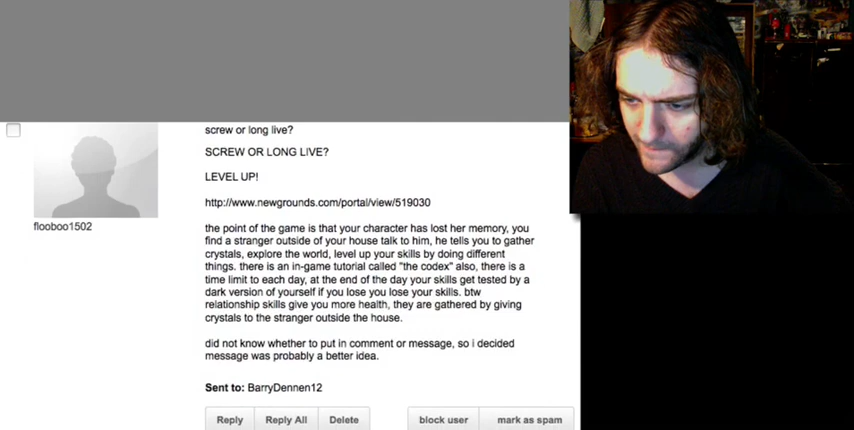 screw or long live?
SCREW OR LONG LIVE?
LEVEL UP!
http://www.newgrounds.com/portal/view/519030
flooboo1502
the point of the game is that your character has lost her memory, you
find a stranger outside of your house talk to him, he tells you to gather
crystals, explore the world, level up your skills by doing different
things. there is an in-game tutorial called "the codex" also, there is a
time limit to each day, at the end of the day your skills get tested by a
dark version of yourself if you lose you lose your skills. btw
relationship skills give you more health, they are gathered by giving
crystals to the stranger outside the house.
did not know whether to put in comment or message, so i decided
message was probably a better idea.
Sent to: BarryDennen12
Reply Reply All Delete block user mark as spam